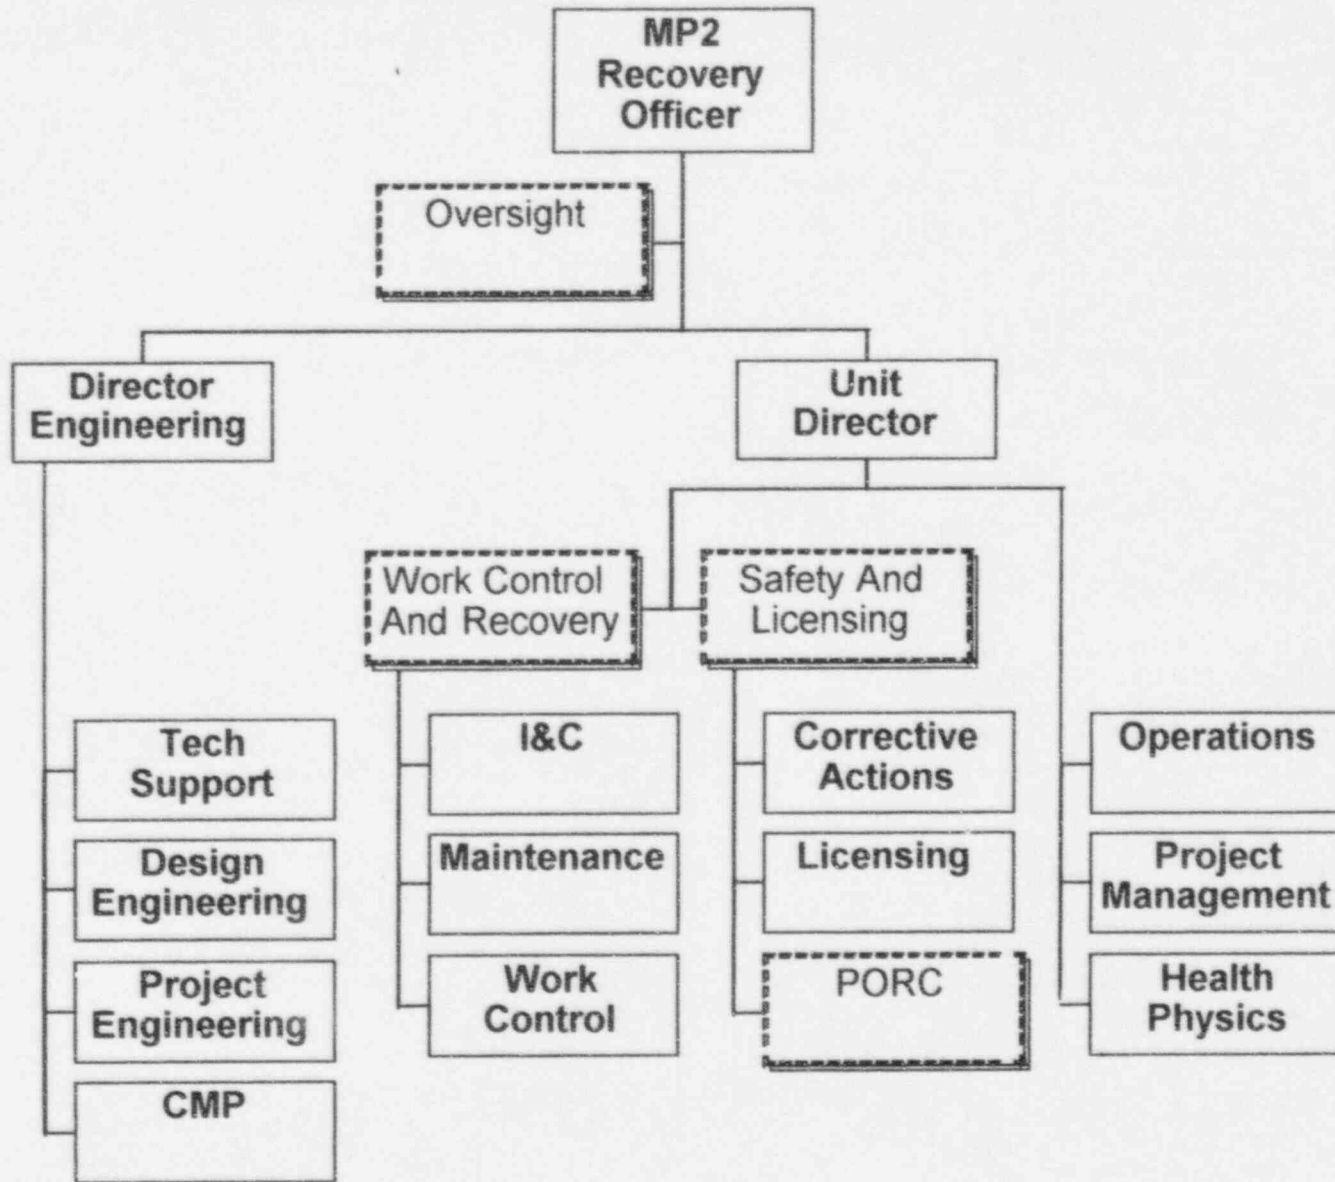 MP2
Recovery
Officer
Oversight
Director
Engineering
Unit
Director
Work Control
And Recovery
Safety And
Licensing
Tech
Support
Design
Engineering
Project
Engineering
CMP
I&C
Maintenance
Work
Control
Corrective
Actions
Licensing
PORC
Operations
Project
Management
Health
Physics